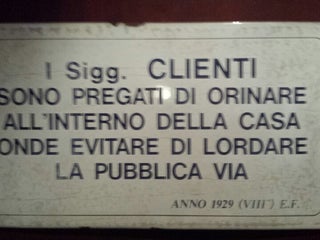 I Sigg. CLIENTI
SONO PREGATI DI ORINARE
ALL'INTERNO DELLA CASA
ONDE EVITARE DI LORDARE
LA PUBBLICA VIA
ANNO 1929 (VIII°) E.F.